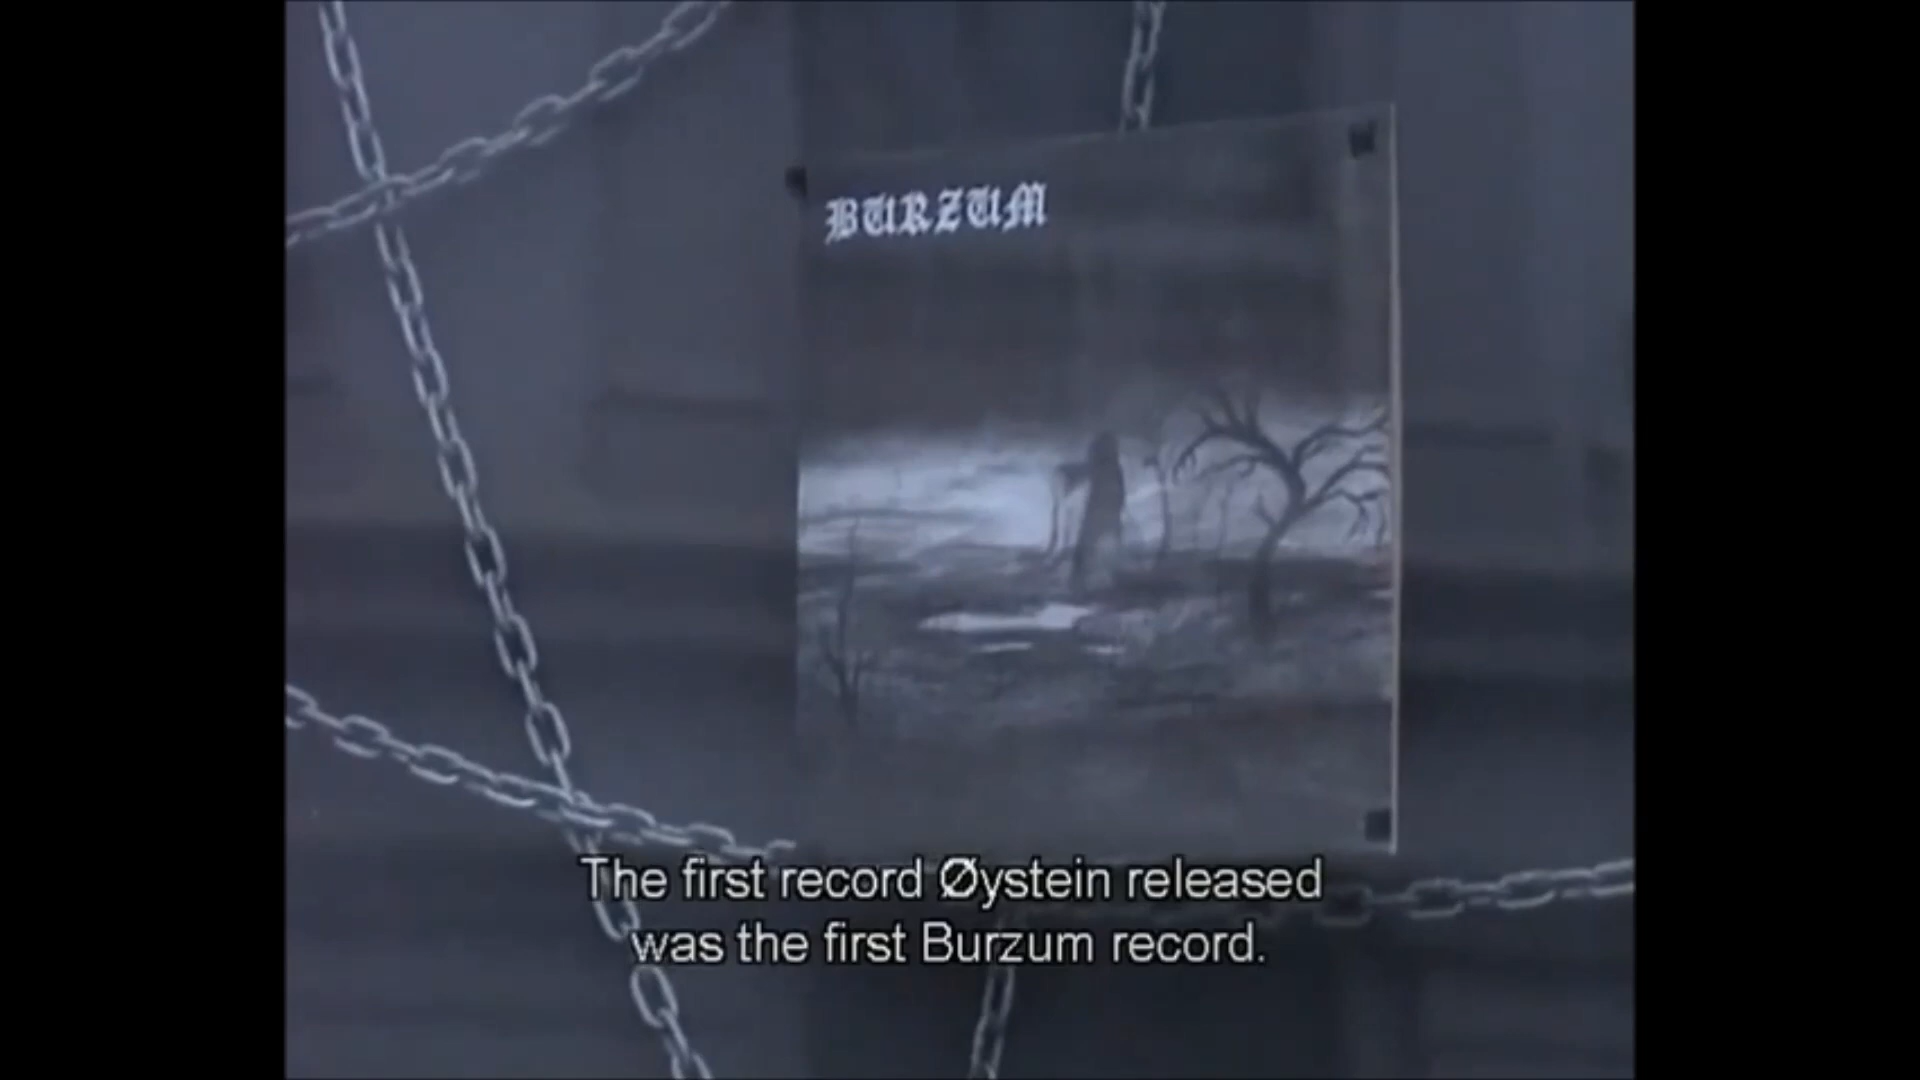 BURZUM
The first record Øystein released
was the first Burzum record.